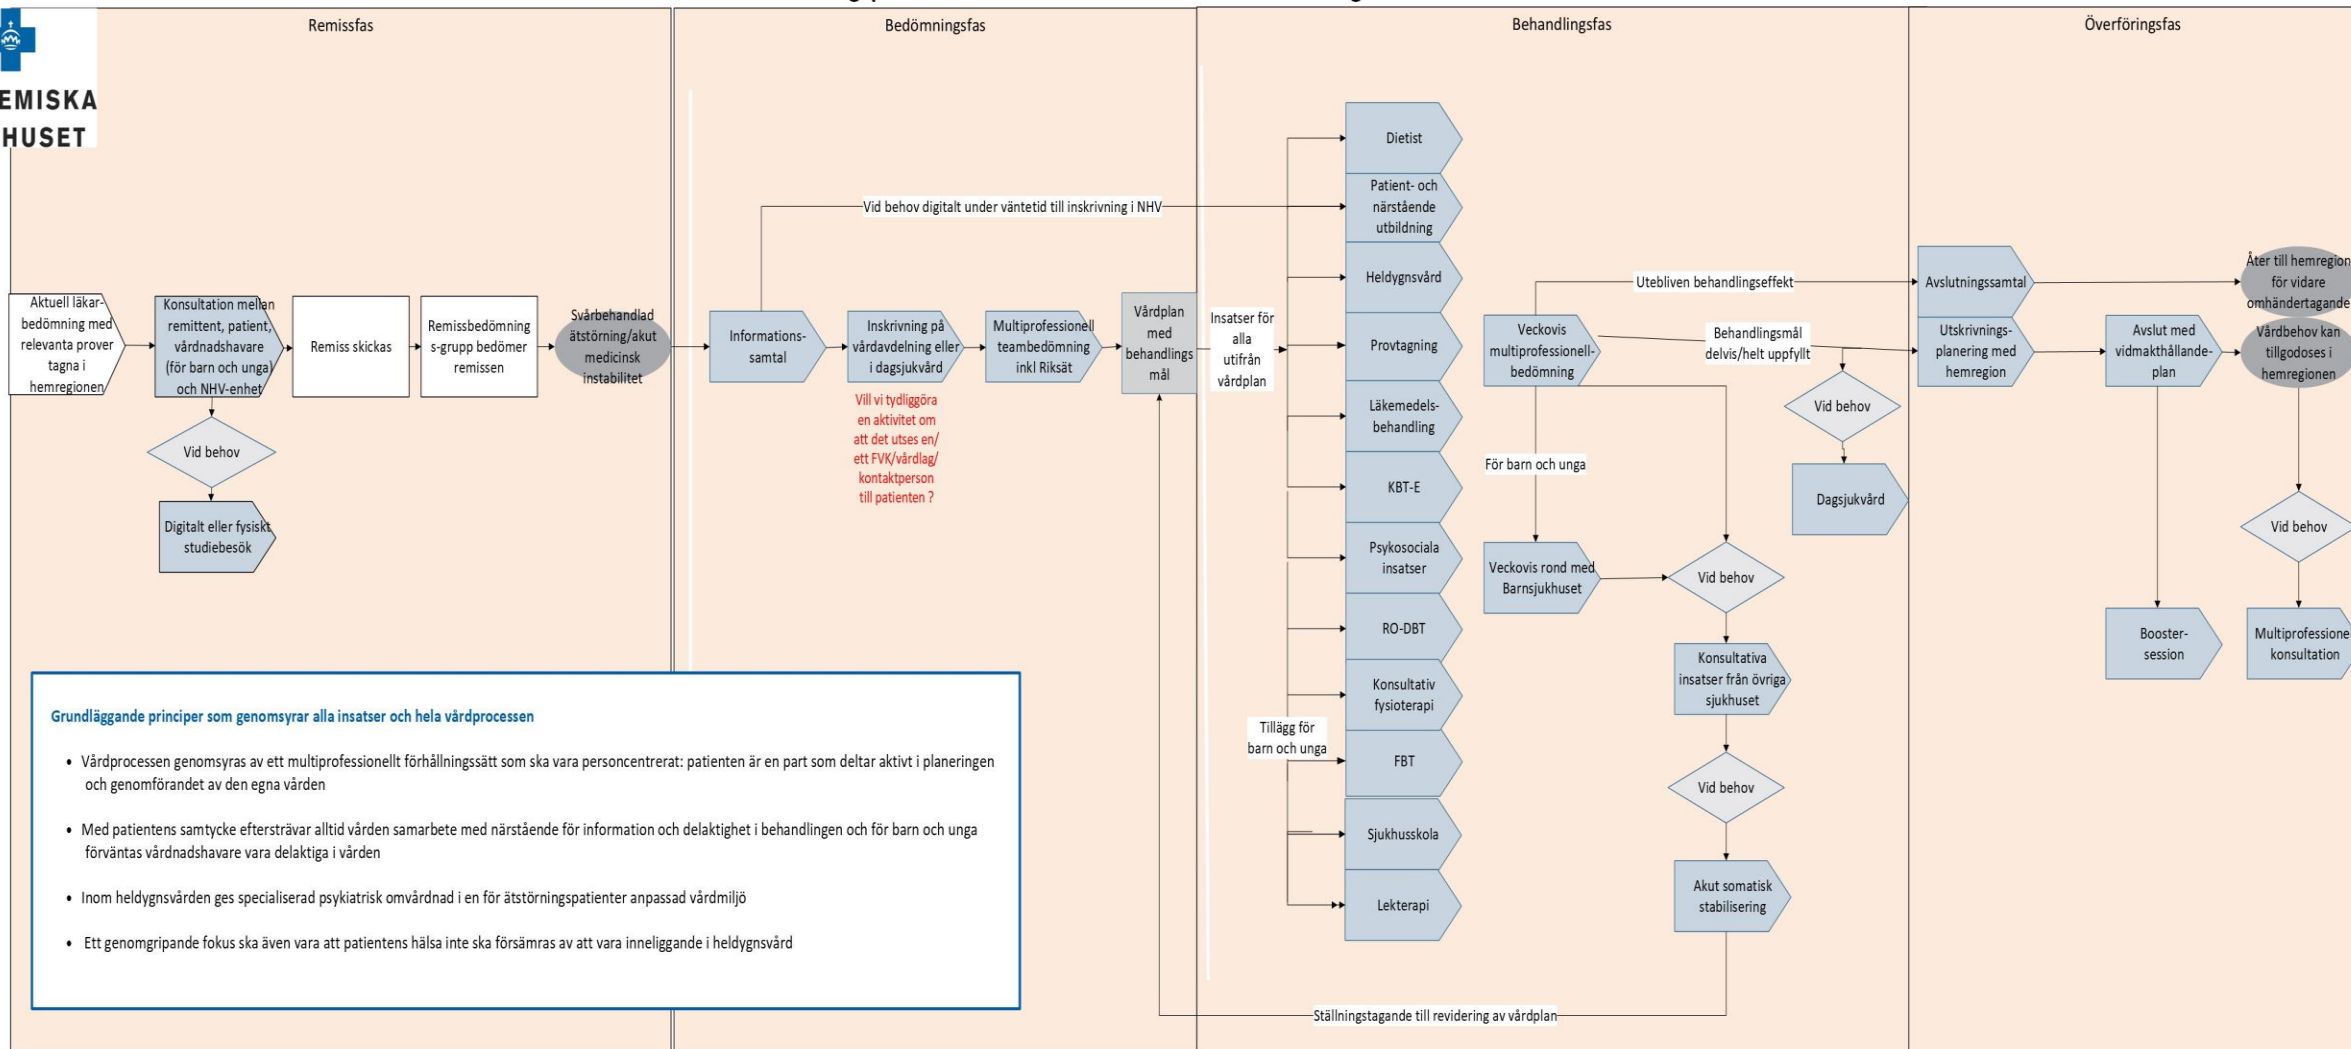 Remissfas
Bedömningsfas
Behandlingsfas
Överföringsfas
EMISKA
HUSET
Aktuell läkar-
bedömning med
relevanta prover
tagna i
hemregionen
Konsultation mellan
remittent, patient,
vårdnadshavare
(för barn och unga)
och NHV-enhet
Vid behov
Digitalt eller fysiskt
studiebesök
Remiss skickas
Remissbedömning
s-grupp bedömer
remissen
Svårbehandlad
ätstörning/akut
medicinsk
instabilitet
Vid behov digitalt under väntetid till inskrivning i NHV
Informations-
samtal
Inskrivning på
vårdavdelning eller
i dagsjukvård
Vill vi tydliggöra
en aktivitet om
att det utses en/
ett FVK/vårdlag/
kontaktperson
till patienten ?
Multiprofessionell
teambedömning
inkl Riksät
Vårdplan
med
behandlings
mål
Insatser för
alla
utifrån
vårdplan
Dietist
Patient- och
närstående
utbildning
Heldygnsvård
Provtagning
Läkemedels-
behandling
KBT-E
Psykosociala
insatser
RO-DBT
Konsultativ
fysioterapi
Tillägg för
barn och unga
FBT
Sjukhusskola
Lekterapi
Utebliven behandlingseffekt
Veckovis
multiprofessionell-
bedömning
Behandlingsmål
delvis/helt uppfyllt
För barn och unga
Veckovis rond med
Barnsjukhuset
Vid behov
Konsultativa
insatser från övriga
sjukhuset
Vid behov
Akut somatisk
stabilisering
Ställningstagande till revidering av vårdplan
Vid behov
Dagsjukvård
Avslutningssamtal
Utskrivnings-
planering med
hemregion
Avslut med
vidmakthållande-
plan
Åter till hemregion
för vidare
omhändertagande
Vårdbehov kan
tillgodoses i
hemregionen
Vid behov
Booster-
session
Multiprofessione
konsultation
Grundläggande principer som genomsyrar alla insatser och hela vårdprocessen
• Vårdprocessen genomsyras av ett multiprofessionellt förhållningssätt som ska vara personcentrerat: patienten är en part som deltar aktivt i planeringen
och genomförandet av den egna vården
• Med patientens samtycke eftersträvar alltid vården samarbete med närstående för information och delaktighet i behandlingen och för barn och unga
förväntas vårdnadshavare vara delaktiga i vården
• Inom heldygnsvården ges specialiserad psykiatrisk omvårdnad i en för ätstörningspatienter anpassad vårdmiljö
• Ett genomgripande fokus ska även vara att patientens hälsa inte ska försämras av att vara inneliggande i heldygnsvård